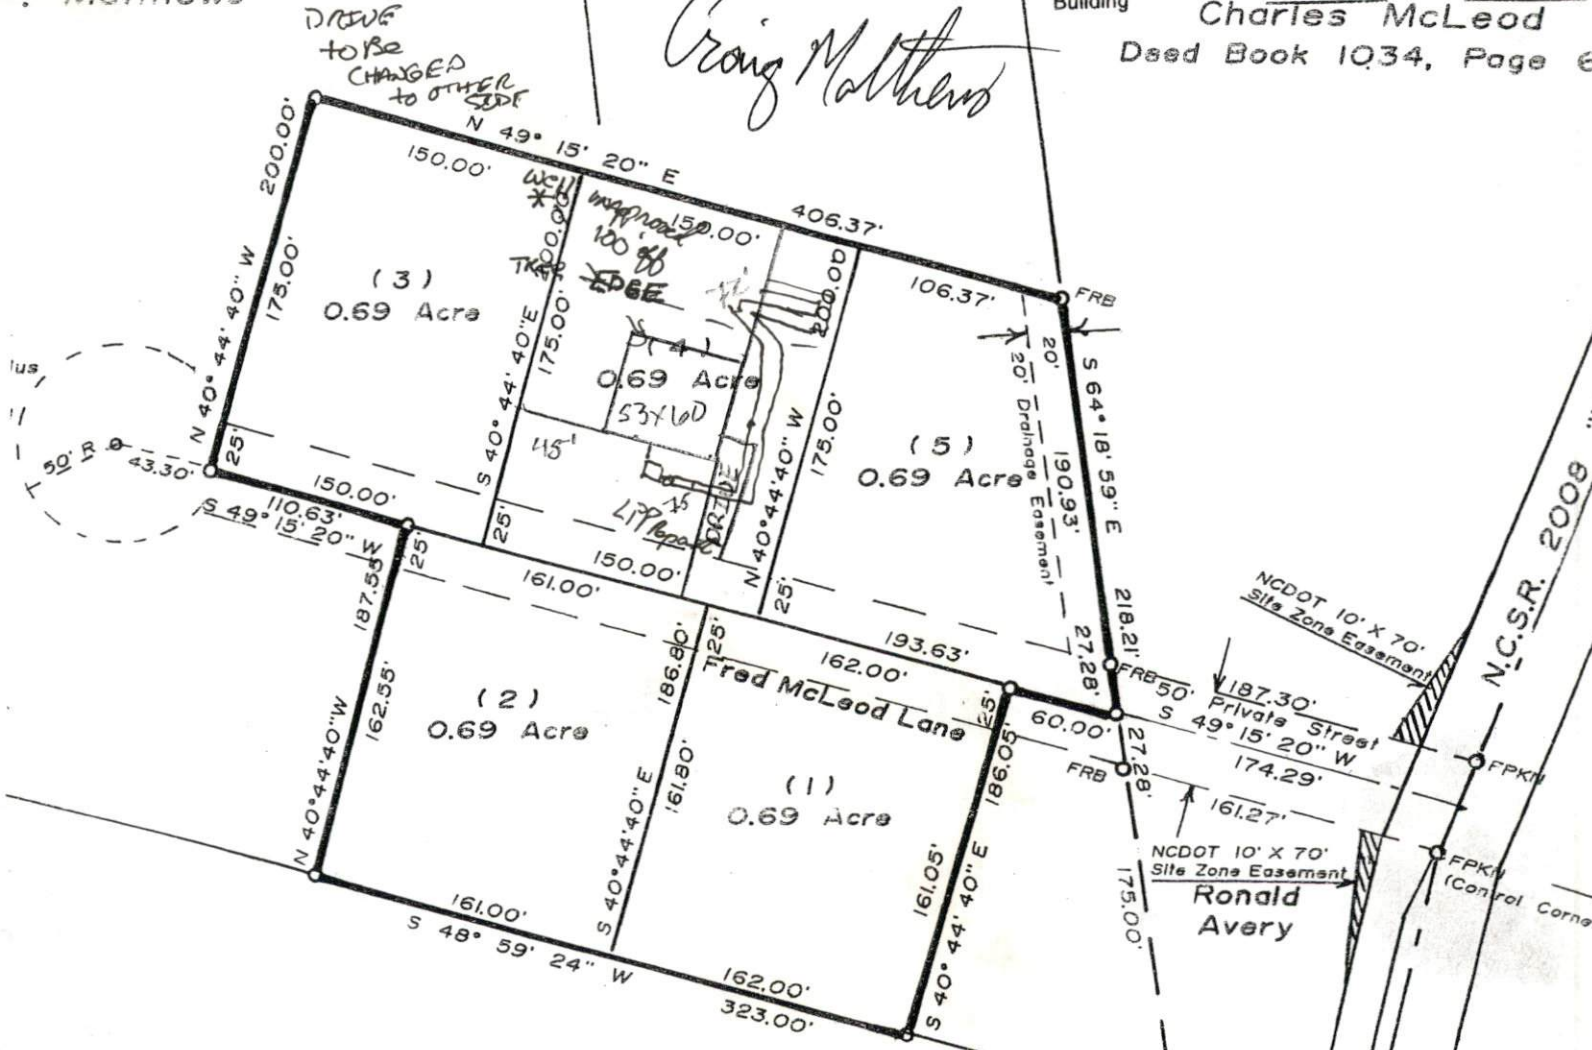 DRIVE
to Be
CHANGED
to OTHER
SIDE
Craig Matthews
Building
Charles McLeod
Deed Book 1034, Page
N 49° 15' 20" E
406.37'
200.00'
150.00'
150.00'
106.37'
FRB
N 40° 44' 40" W
175.00'
(3)
0.69 Acre
well
200.00
100' off
EDGE
S 40° 44' 40"E
175.00'
(4)
0.69 Acre
53x60
45'
DRIVE
200.00
N 40°44'40" W
175.00'
(5)
0.69 Acre
20'
20' Drainage Easement
190.93'
S 64° 18' 59" E
218.21'
27.28'
FRB
50' R
43.30'
25'
150.00'
110.63'
S 49° 15' 20" W
25'
25'
150.00'
161.00'
25'
193.63'
162.00'
Fred McLeod Lane
25'
25'
60.00'
50'
Private Street
187.30'
S 49° 15' 20" W
174.29'
161.27'
27.28'
FRB
187.55'
162.55'
N 40°44'40"W
(2)
0.69 Acre
186.80'
161.80'
S 40°44'40"E
(1)
0.69 Acre
186.05'
161.05'
S 40° 44' 40" E
161.00'
S 48° 59' 24" W
162.00'
323.00'
NCDOT 10' X 70'
Site Zone Easement
N.C.S.R. 2008
FPKN
FPKN
(Control Corne
NCDOT 10' X 70'
Site Zone Easement
Ronald
Avery
175.00'